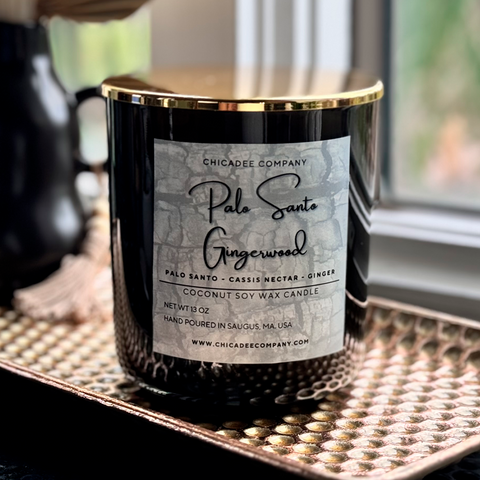 CHICADEE COMPANY
Palo Santo
Gingerwood
PALO SANTO - CASSIS NECTAR - GINGER
COCONUT SOY WAX CANDLE
NET WT 13 OZ
HAND POURED IN SAUGUS, MA, USA
WWW.CHICADEECOMPANY.COM